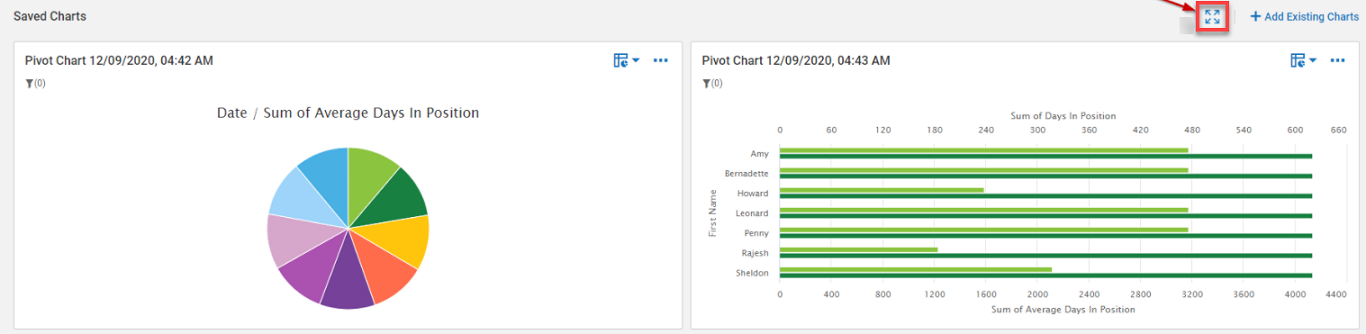 Saved Charts
+ Add Existing Charts
Pivot Chart 12/09/2020, 04:42 AM
(0)
Date / Sum of Average Days In Position
Pivot Chart 12/09/2020, 04:43 AM
(0)
Sum of Days In Position
0 60 120 180 240 300 360 420 480 540 600 660
First Name
Amy
Bernadette
Howard
Leonard
Penny
Rajesh
Sheldon
0 400 800 1200 1600 2000 2400 2800 3200 3600 4000 4400
Sum of Average Days In Position